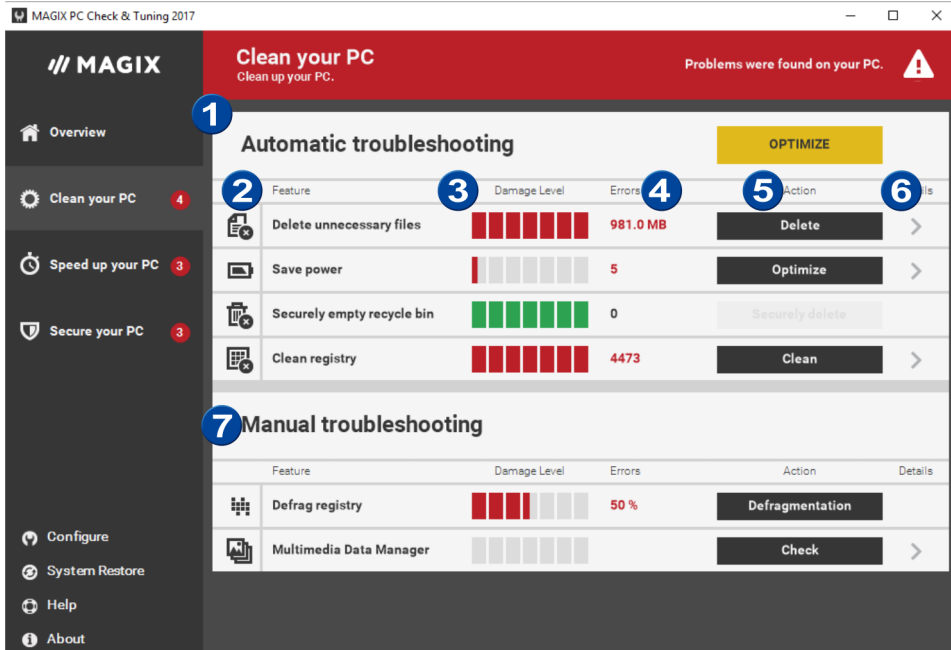 MAGIX PC Check & Tuning 2017
MAGIX
Clean your PC
Clean up your PC.
Problems were found on your PC.
Overview
Clean your PC 4
Speed up your PC 3
Secure your PC 3
Configure
System Restore
Help
About
1
Automatic troubleshooting
OPTIMIZE
2 Feature 3 Damage Level Errors 4 5 Action 6
Delete unnecessary files 981.0 MB Delete
Save power 5 Optimize
Securely empty recycle bin 0 Securely delete
Clean registry 4473 Clean
7 Manual troubleshooting
Feature Damage Level Errors Action Details
Defrag registry 50 % Defragmentation
Multimedia Data Manager Check